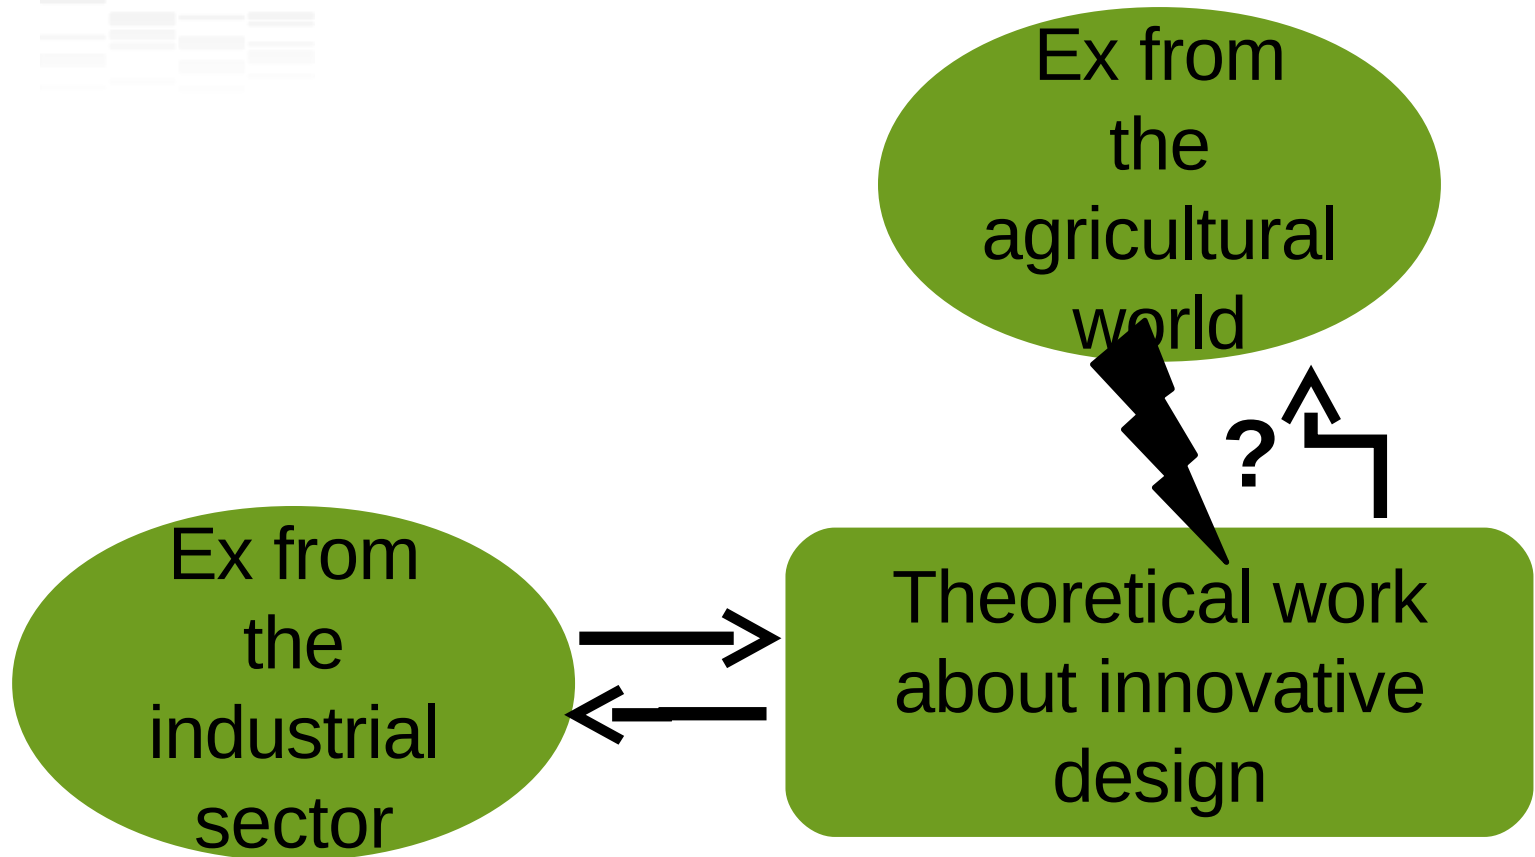 Ex from
the
agricultural
world
?
Ex from
the
industrial
sector
Theoretical work
about innovative
design